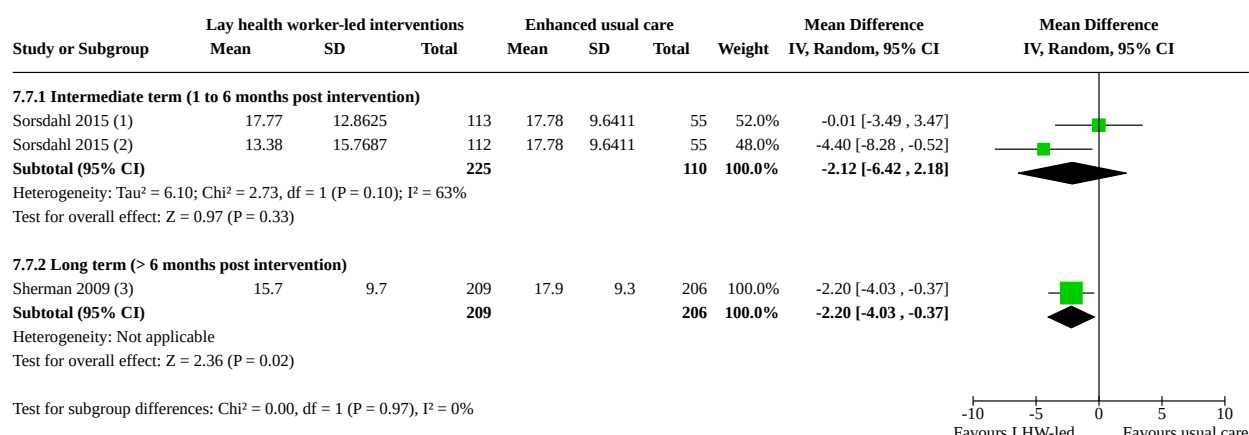 Lay health worker-led interventions Enhanced usual care Mean Difference Mean Difference
Study or Subgroup Mean SD Total Mean SD Total Weight IV, Random, 95% CI IV, Random, 95% CI
7.7.1 Intermediate term (1 to 6 months post intervention)
Sorsdahl 2015 (1) 17.77 12.8625 113 17.78 9.6411 55 52.0% -0.01 [-3.49 , 3.47]
Sorsdahl 2015 (2) 13.38 15.7687 112 17.78 9.6411 55 48.0% -4.40 [-8.28 , -0.52]
Subtotal (95% CI) 225 110 100.0% -2.12 [-6.42 , 2.18]
Heterogeneity: Tau² = 6.10; Chi² = 2.73, df = 1 (P = 0.10); I² = 63%
Test for overall effect: Z = 0.97 (P = 0.33)
7.7.2 Long term (> 6 months post intervention)
Sherman 2009 (3) 15.7 9.7 209 17.9 9.3 206 100.0% -2.20 [-4.03 , -0.37]
Subtotal (95% CI) 209 206 100.0% -2.20 [-4.03 , -0.37]
Heterogeneity: Not applicable
Test for overall effect: Z = 2.36 (P = 0.02)
Test for subgroup differences: Chi² = 0.00, df = 1 (P = 0.97), I² = 0%
-10 -5 0 5 10
Favours LHW-led Favours usual care